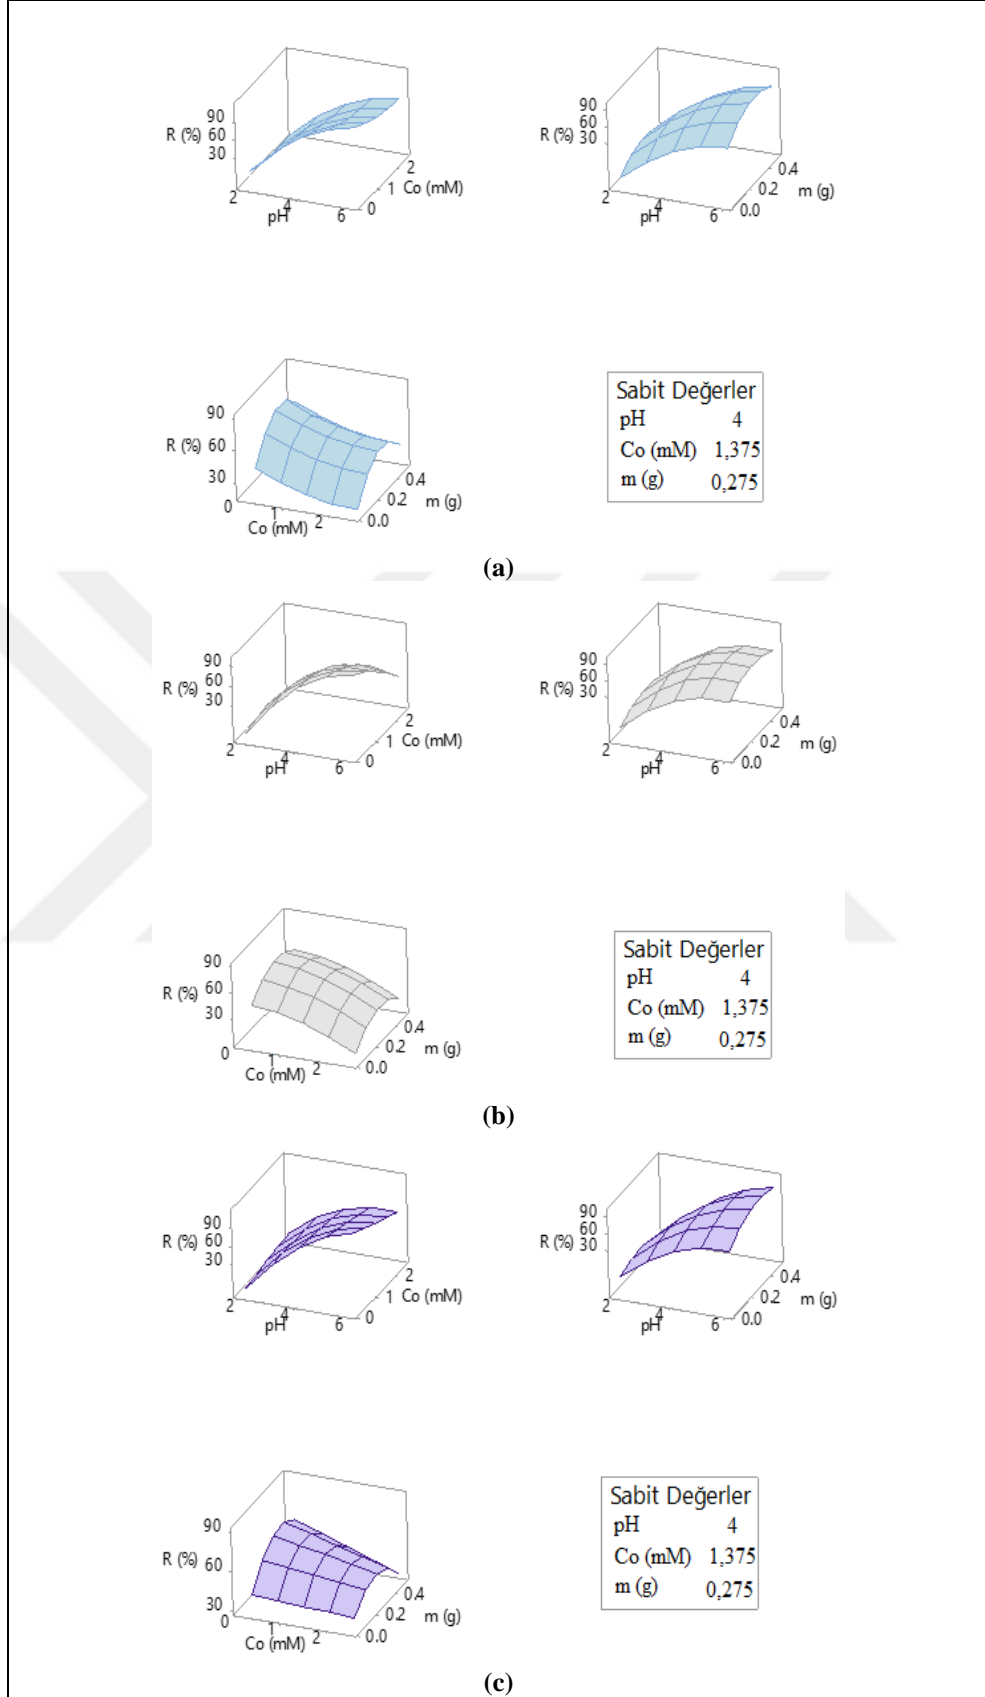 90
R (%) 60
30
2
4
6
pH
0
1
2
Co (mM)
90
R (%) 60
30
2
4
6
pH
0.0
0.2
0.4
m (g)
90
R (%) 60
30
0
1
2
Co (mM)
0.0
0.2
0.4
m (g)
Sabit Değerler
pH 4
Co (mM) 1,375
m (g) 0,275
(a)
90
R (%) 60
30
2
4
6
pH
0
1
2
Co (mM)
90
R (%) 60
30
2
4
6
pH
0.0
0.2
0.4
m (g)
90
R (%) 60
30
0
1
2
Co (mM)
0.0
0.2
0.4
m (g)
Sabit Değerler
pH 4
Co (mM) 1,375
m (g) 0,275
(b)
90
R (%) 60
30
2
4
6
pH
0
1
2
Co (mM)
90
R (%) 60
30
2
4
6
pH
0.0
0.2
0.4
m (g)
90
R (%) 60
30
0
1
2
Co (mM)
0.0
0.2
0.4
m (g)
Sabit Değerler
pH 4
Co (mM) 1,375
m (g) 0,275
(c)